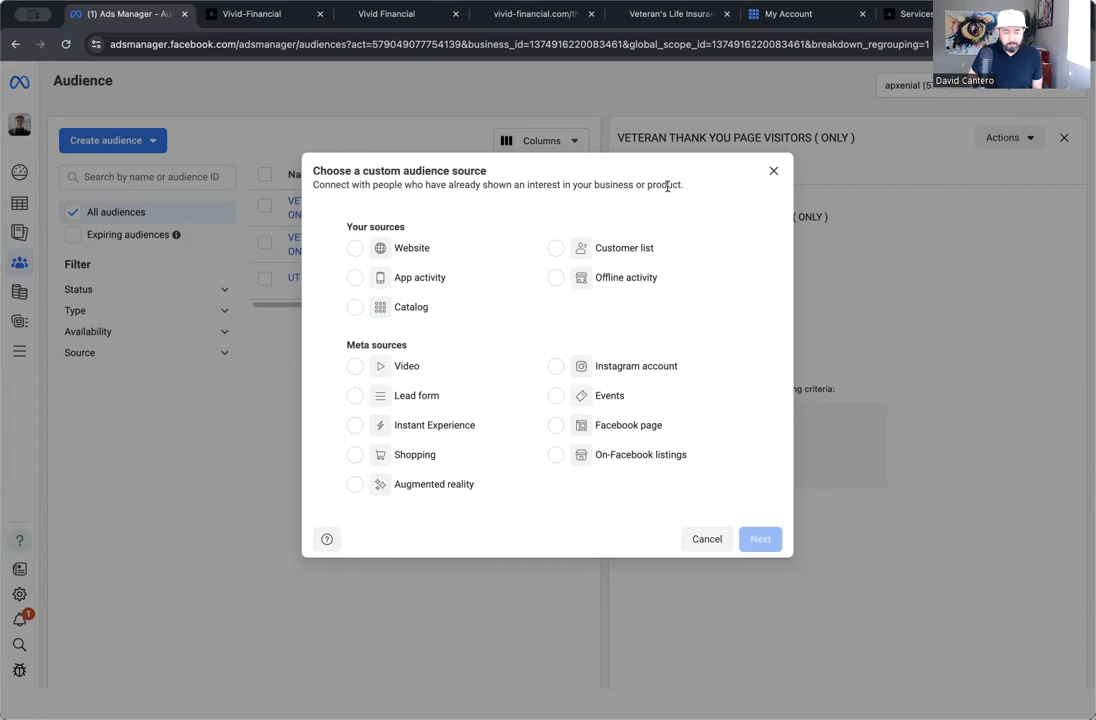 (1) Ads Manager - Au
Vivid-Financial
Vivid Financial
vivid-financial.com/th
Veteran's Life Insuran
My Account
Services
adsmanager.facebook.com/adsmanager/audiences?act=579049077754139&business_id=1374916220083461&global_scope_id=1374916220083461&breakdown_regrouping=1
David Cantero
Audience
apxenial (5
Create audience
Columns
VETERAN THANK YOU PAGE VISITORS ( ONLY )
Actions
Search by name or audience ID
Na
All audiences
Expiring audiences
VE
ON
VE
ON
UT
( ONLY )
Filter
Status
Type
Availability
Source
ng criteria:
Choose a custom audience source
Connect with people who have already shown an interest in your business or product.
Your sources
Website
Customer list
App activity
Offline activity
Catalog
Meta sources
Video
Instagram account
Lead form
Events
Instant Experience
Facebook page
Shopping
On-Facebook listings
Augmented reality
Cancel
Next
1